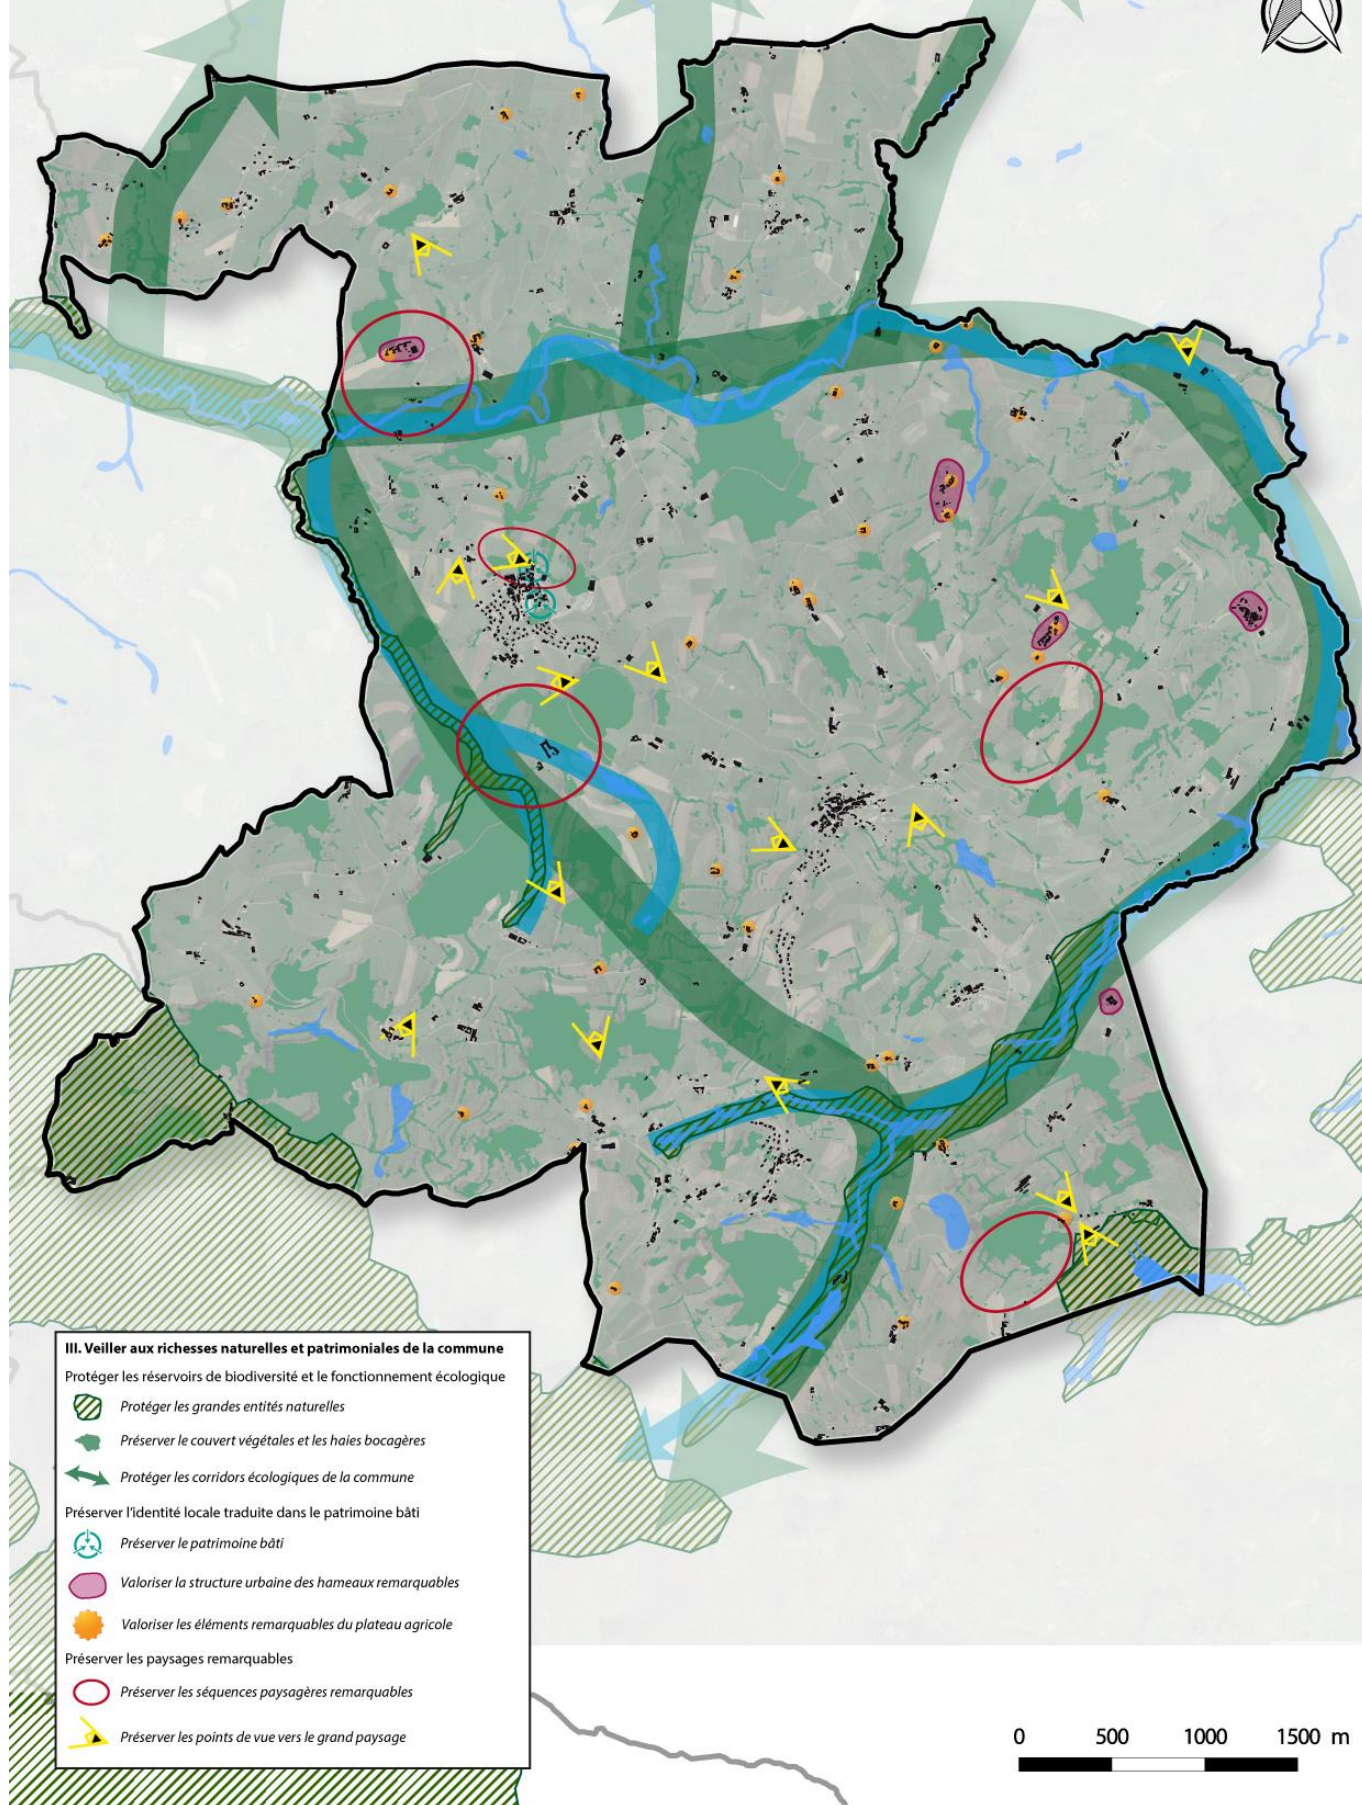 III. Veiller aux richesses naturelles et patrimoniales de la commune
Protéger les réservoirs de biodiversité et le fonctionnement écologique
Protéger les grandes entités naturelles
Préserver le couvert végétales et les haies bocagères
Protéger les corridors écologiques de la commune
Préserver l'identité locale traduite dans le patrimoine bâti
Préserver le patrimoine bâti
Valoriser la structure urbaine des hameaux remarquables
Valoriser les éléments remarquables du plateau agricole
Préserver les paysages remarquables
Préserver les séquences paysagères remarquables
Préserver les points de vue vers le grand paysage
0 500 1000 1500 m